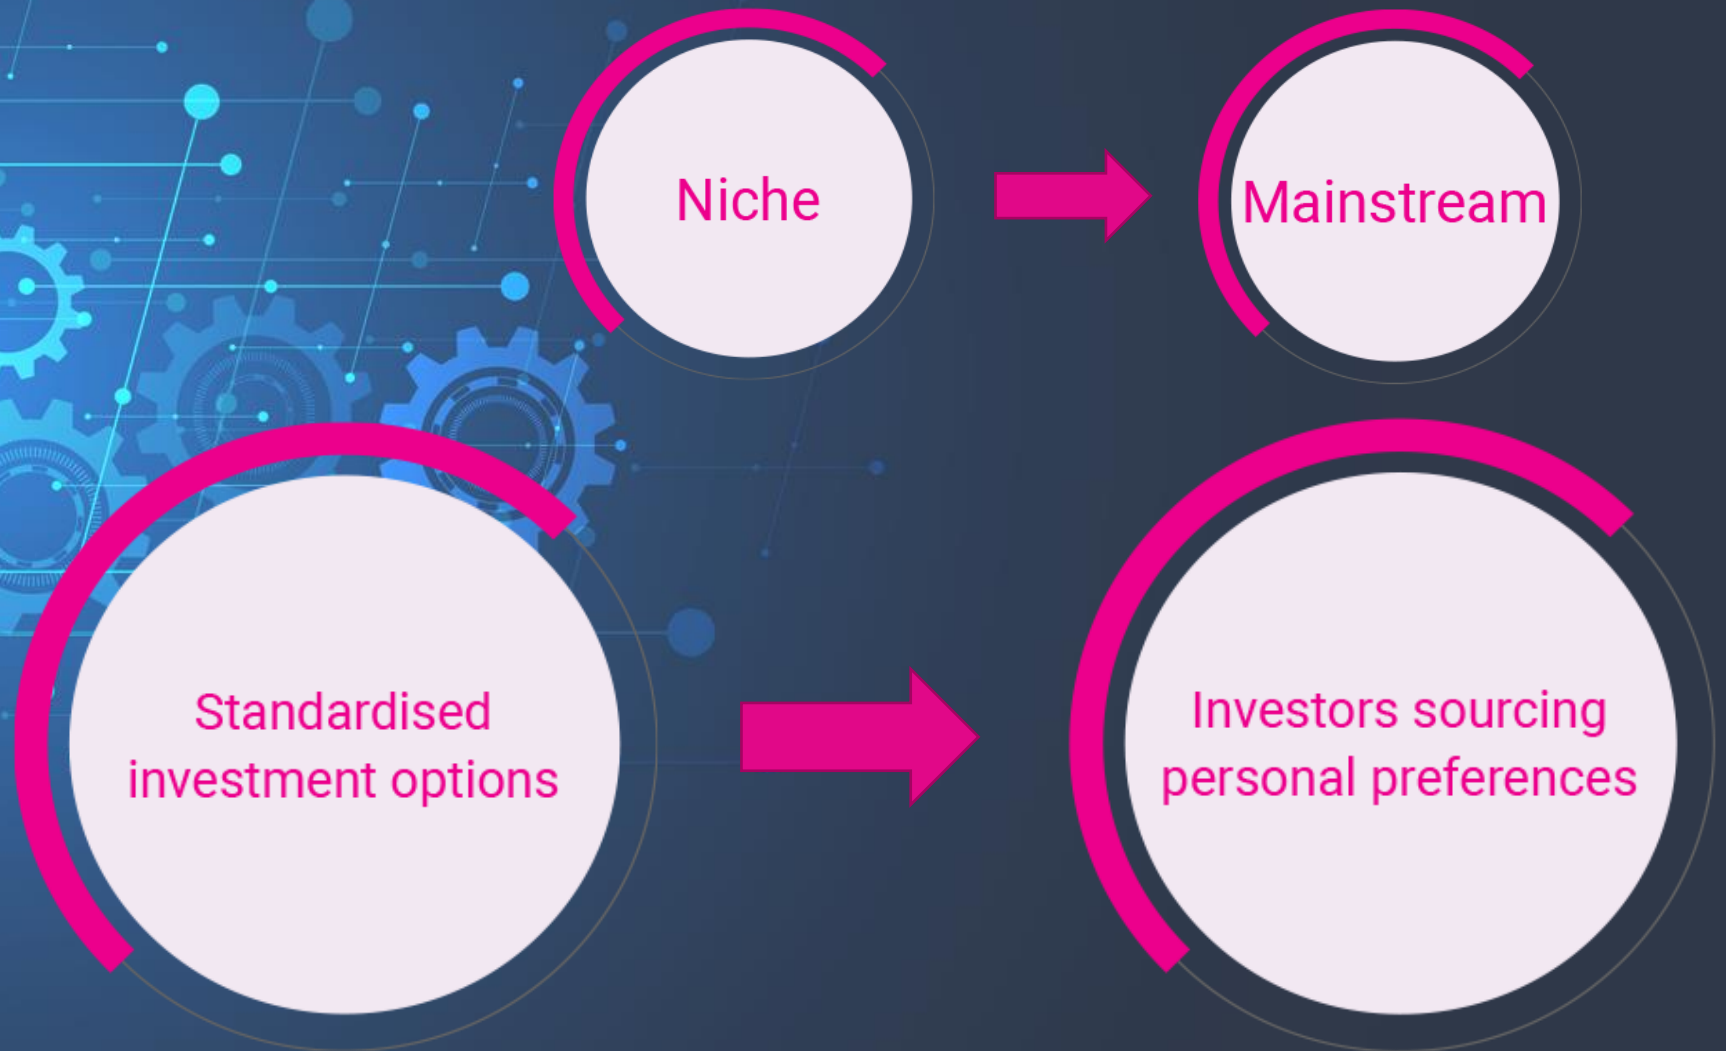 Niche
Mainstream
Standardised
investment options
Investors sourcing
personal preferences